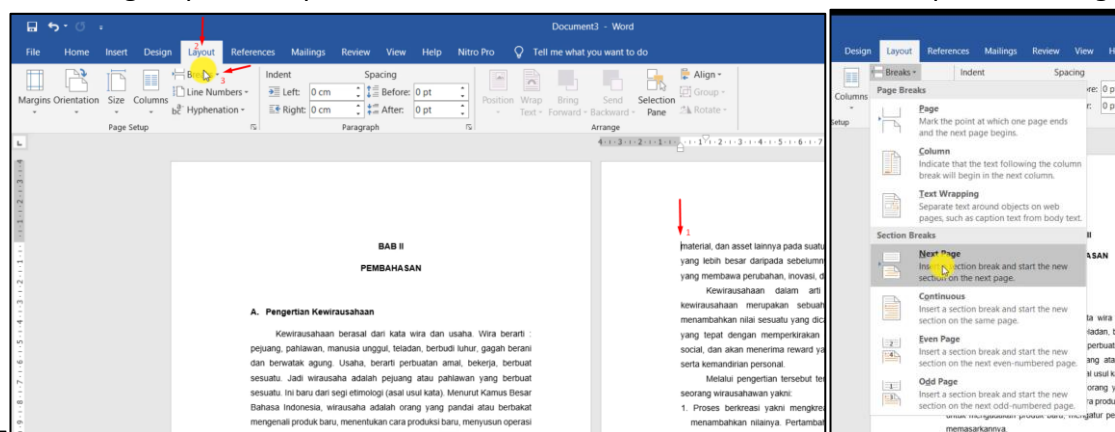 Document3 - Word
File Home Insert Design Layout References Mailings Review View Help Nitro Pro Tell me what you want to do
2
Breaks
3
Line Numbers
Hyphenation
Margins Orientation Size Columns
Page Setup
Indent Spacing
Left: 0 cm Before: 0 pt
Right: 0 cm After: 0 pt
Paragraph
Position Wrap Text Bring Forward Send Backward Selection Pane
Align
Group
Rotate
Arrange
BAB II
PEMBAHASAN
A. Pengertian Kewirausahaan
Kewirausahaan berasal dari kata wira dan usaha. Wira berarti :
pejuang, pahlawan, manusia unggul, teladan, berbudi luhur, gagah berani
dan berwatak agung. Usaha, berarti perbuatan amal, bekerja, berbuat
sesuatu. Jadi wirausaha adalah pejuang atau pahlawan yang berbuat
sesuatu. Ini baru dari segi etimologi (asal usul kata). Menurut Kamus Besar
Bahasa Indonesia, wirausaha adalah orang yang pandai atau berbakat
mengenali produk baru, menentukan cara produksi baru, menyusun operasi
1
material, dan asset lainnya pada suatu
yang lebih besar daripada sebelumn
yang membawa perubahan, inovasi, d
Kewirausahaan dalam arti
kewirausahaan merupakan sebuah
menambahkan nilai sesuatu yang dic
yang tepat dengan memperkirakan
social, dan akan menerima reward ya
serta kemandirian personal.
Melalui pengertian tersebut te
seorang wirausahawan yakni:
1. Proses berkreasi yakni mengkrea
menambahkan nilainya. Pertambat
Design Layout References Mailings Review View H
Breaks Indent Spacing
Columns
Setup
Page Breaks
Page
Mark the point at which one page ends
and the next page begins.
Column
Indicate that the text following the column
break will begin in the next column.
Text Wrapping
Separate text around objects on web
pages, such as caption text from body text.
Section Breaks
Next Page
Insert a section break and start the new
section on the next page.
Continuous
Insert a section break and start the new
section on the same page.
Even Page
Insert a section break and start the new
section on the next even-numbered page.
Odd Page
Insert a section break and start the new
section on the next odd-numbered page.
memasarkannya.